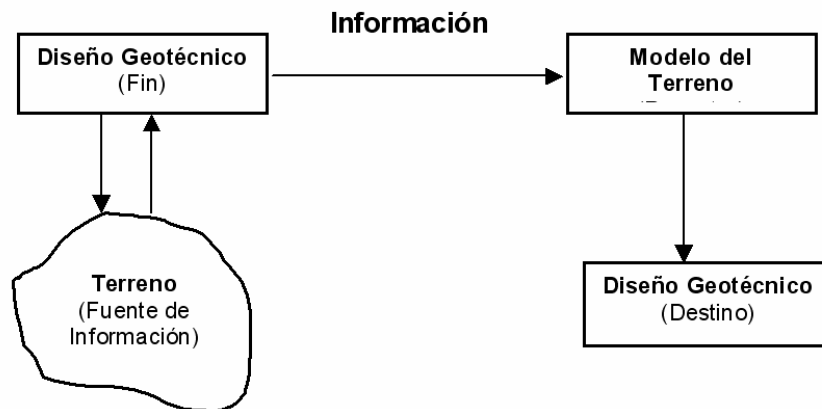 Información
Diseño Geotécnico
(Fin)
Modelo del
Terreno
Terreno
(Fuente de
Información)
Diseño Geotécnico
(Destino)